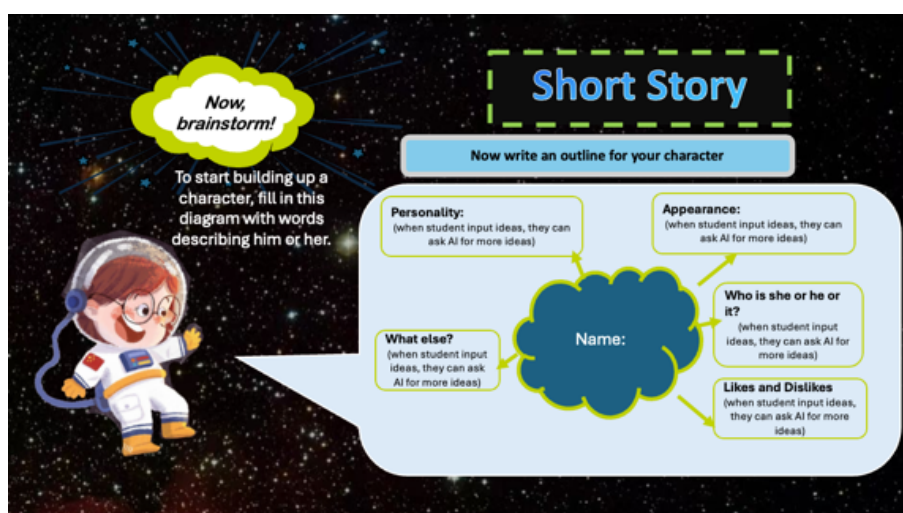 Now,
brainstorm!
To start building up a
character, fill in this
diagram with words
describing him or her.
Short Story
Now write an outline for your character
Personality:
(when student input ideas, they can
ask AI for more ideas)
Appearance:
(when student input ideas, they can
ask AI for more ideas)
Who is she or he or
it?
(when student input
ideas, they can ask AI for
more ideas)
What else?
(when student input
ideas, they can ask
AI for more ideas)
Name:
Likes and Dislikes
(when student input ideas,
they can ask AI for more
ideas)